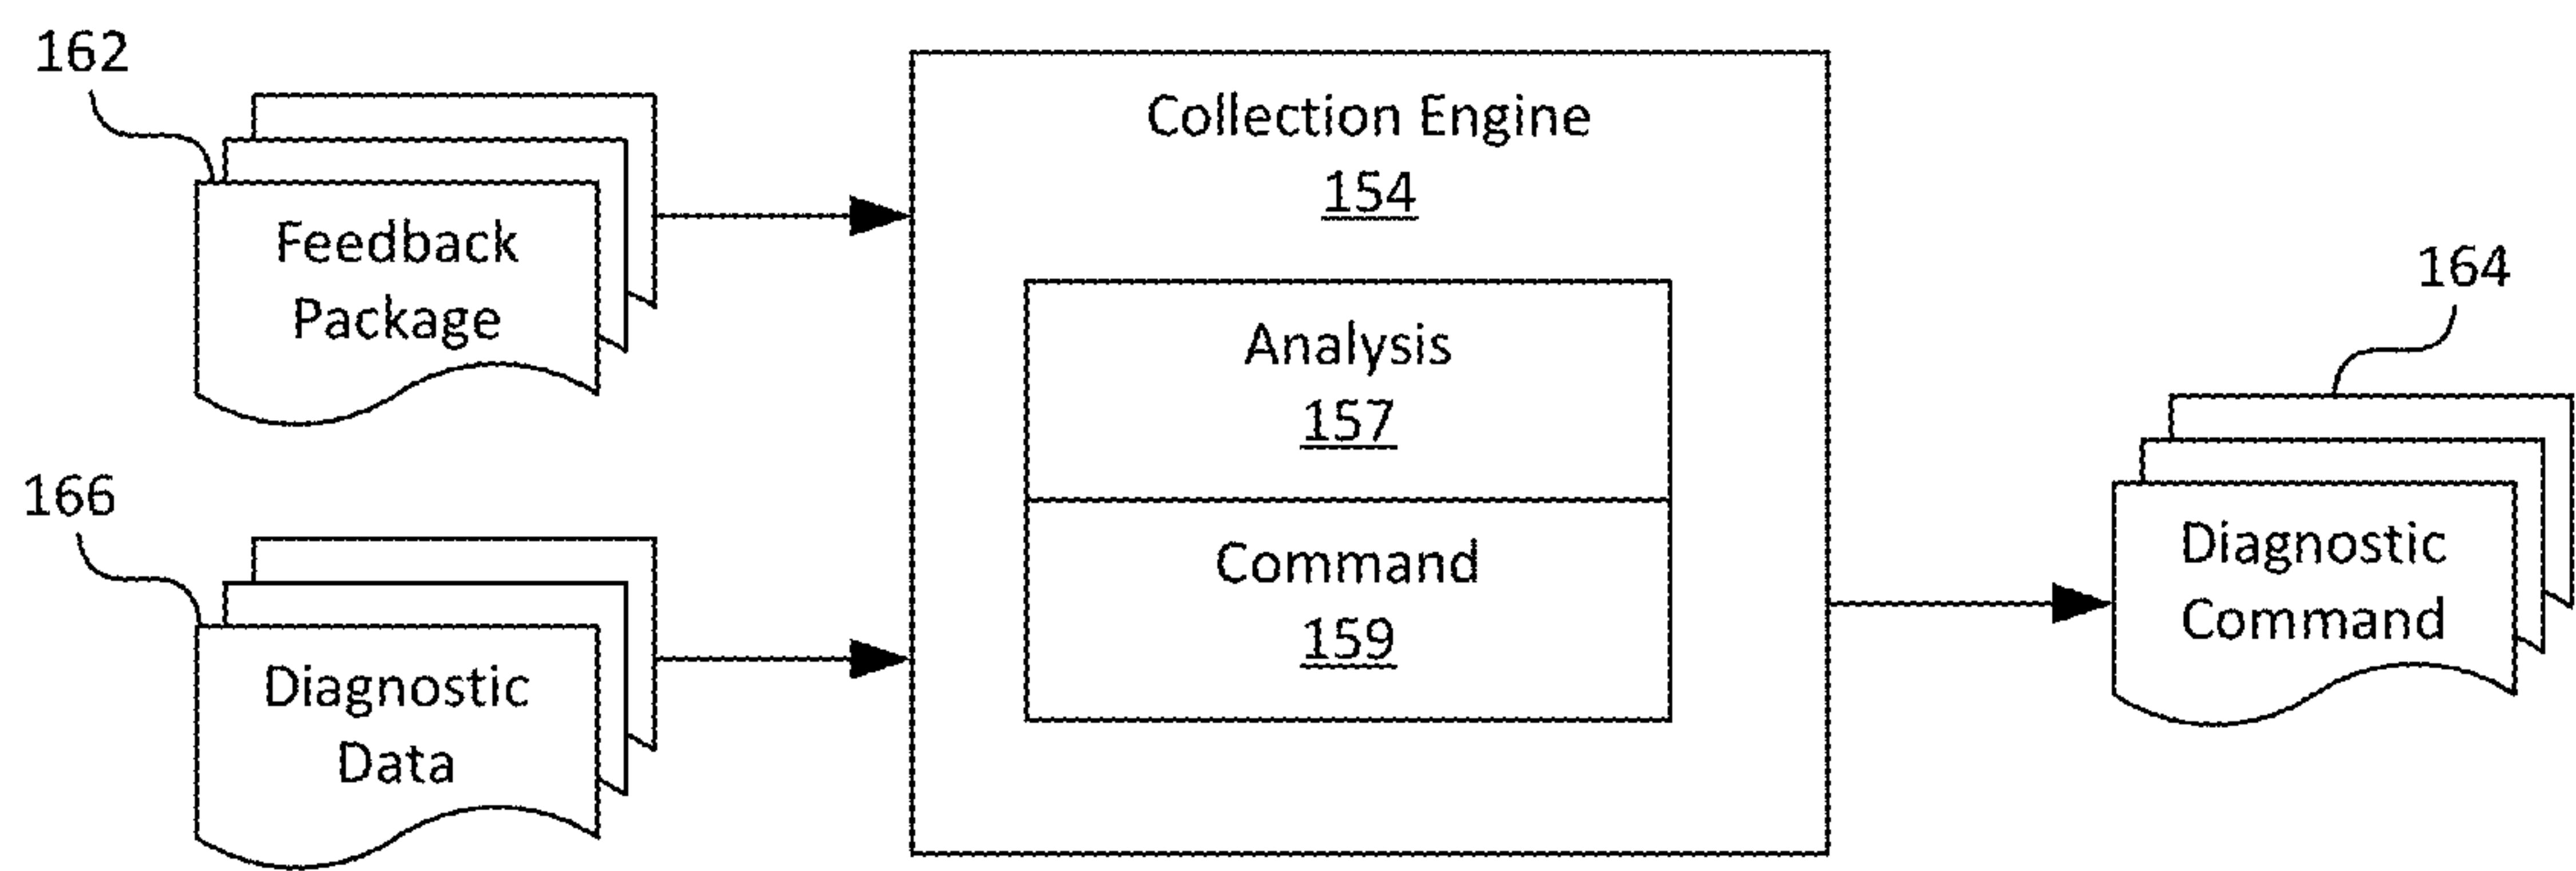 162
Feedback
Package
166
Diagnostic
Data
Collection Engine
154
Analysis
157
Command
159
164
Diagnostic
Command